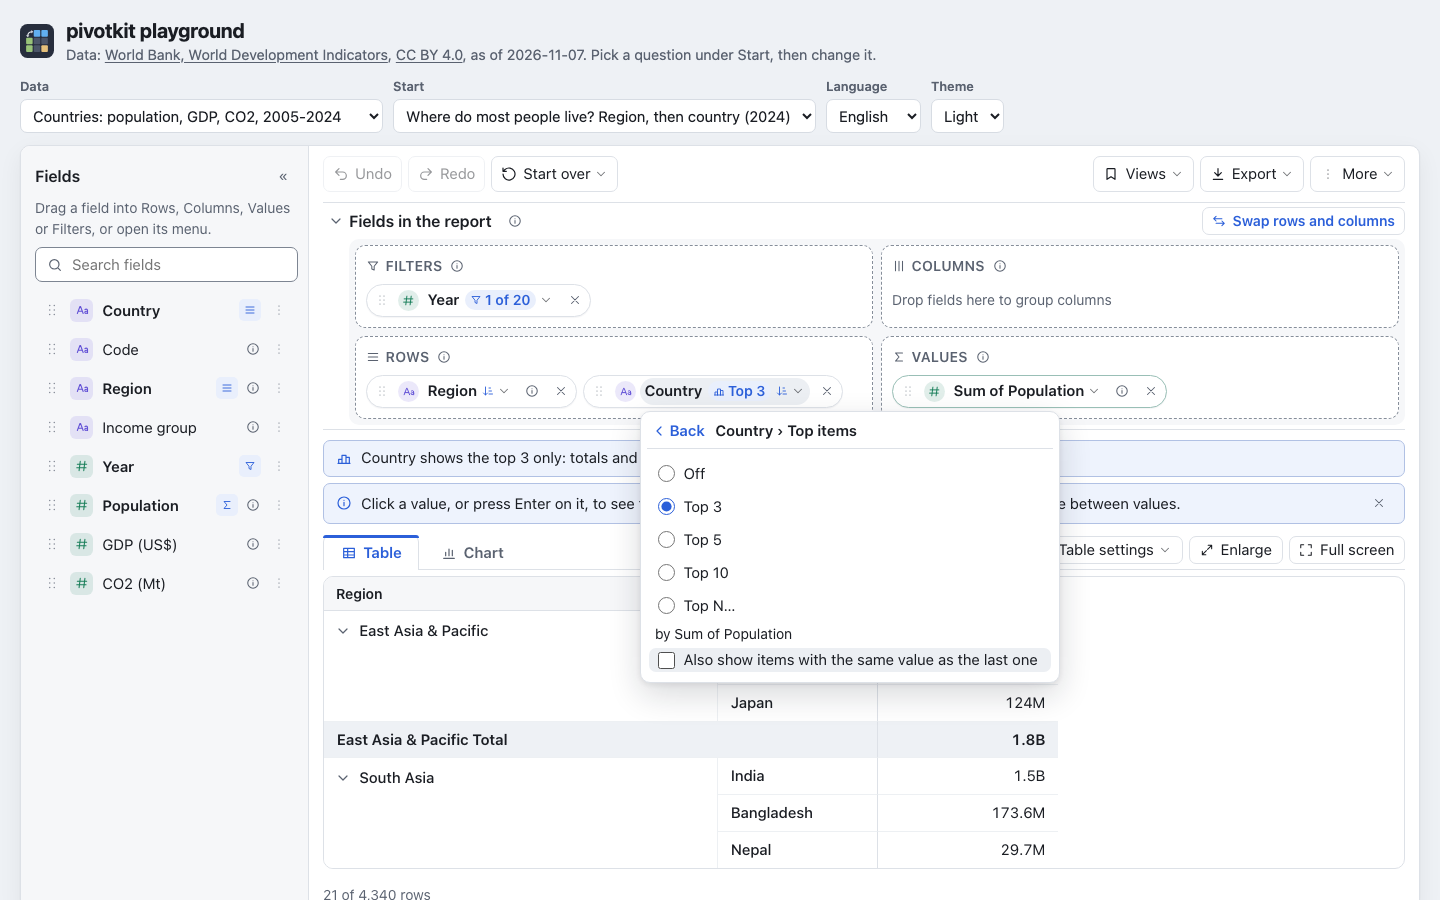 pivotkit playground
Data: World Bank, World Development Indicators, CC BY 4.0, as of 2026-11-07. Pick a question under Start, then change it.
Data
Start
Language
Theme
Countries: population, GDP, CO2, 2005-2024
Where do most people live? Region, then country (2024)
English
Light
Fields
«
Drag a field into Rows, Columns, Values
or Filters, or open its menu.
Search fields
Aa Country
Aa Code
Aa Region
Aa Income group
# Year
# Population Σ
# GDP (US$)
# CO2 (Mt)
Undo
Redo
Start over
Views
Export
More
Fields in the report
Swap rows and columns
FILTERS
# Year 1 of 20
COLUMNS
Drop fields here to group columns
ROWS
Aa Region
Aa Country Top 3
Σ VALUES
# Sum of Population
Country shows the top 3 only: totals and
Click a value, or press Enter on it, to see
e between values.
Back Country › Top items
Off
Top 3
Top 5
Top 10
Top N...
by Sum of Population
Also show items with the same value as the last one
Table
Chart
Table settings
Enlarge
Full screen
Region
East Asia & Pacific
Japan 124M
East Asia & Pacific Total 1.8B
South Asia India 1.5B
Bangladesh 173.6M
Nepal 29.7M
21 of 4,340 rows